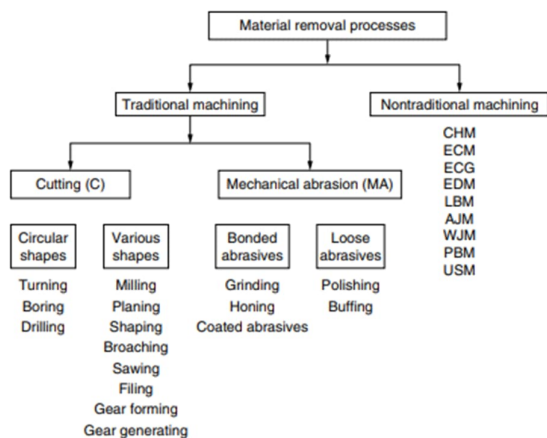 Material removal processes
Traditional machining
Nontraditional machining
CHM
ECM
ECG
EDM
LBM
AJM
WJM
PBM
USM
Cutting (C)
Mechanical abrasion (MA)
Circular
shapes
Turning
Boring
Drilling
Various
shapes
Milling
Planing
Shaping
Broaching
Sawing
Filing
Gear forming
Gear generating
Bonded
abrasives
Grinding
Honing
Coated abrasives
Loose
abrasives
Polishing
Buffing